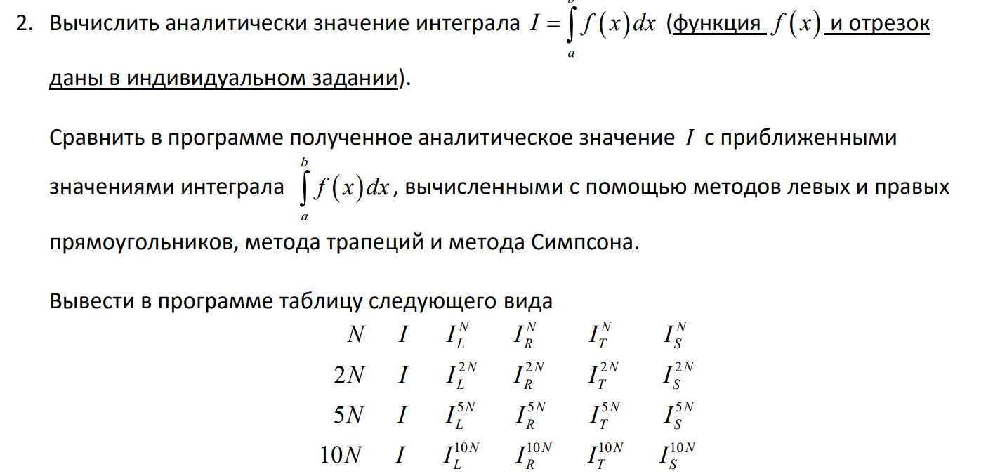 2. Вычислить аналитически значение интеграла I = ∫ₐᵇ f(x)dx (функция f(x) и отрезок
даны в индивидуальном задании).
Сравнить в программе полученное аналитическое значение I с приближенными
значениями интеграла ∫ₐᵇ f(x)dx, вычисленными с помощью методов левых и правых
прямоугольников, метода трапеций и метода Симпсона.
Вывести в программе таблицу следующего вида
N I I_L^N I_R^N I_T^N I_S^N
2N I I_L^{2N} I_R^{2N} I_T^{2N} I_S^{2N}
5N I I_L^{5N} I_R^{5N} I_T^{5N} I_S^{5N}
10N I I_L^{10N} I_R^{10N} I_T^{10N} I_S^{10N}